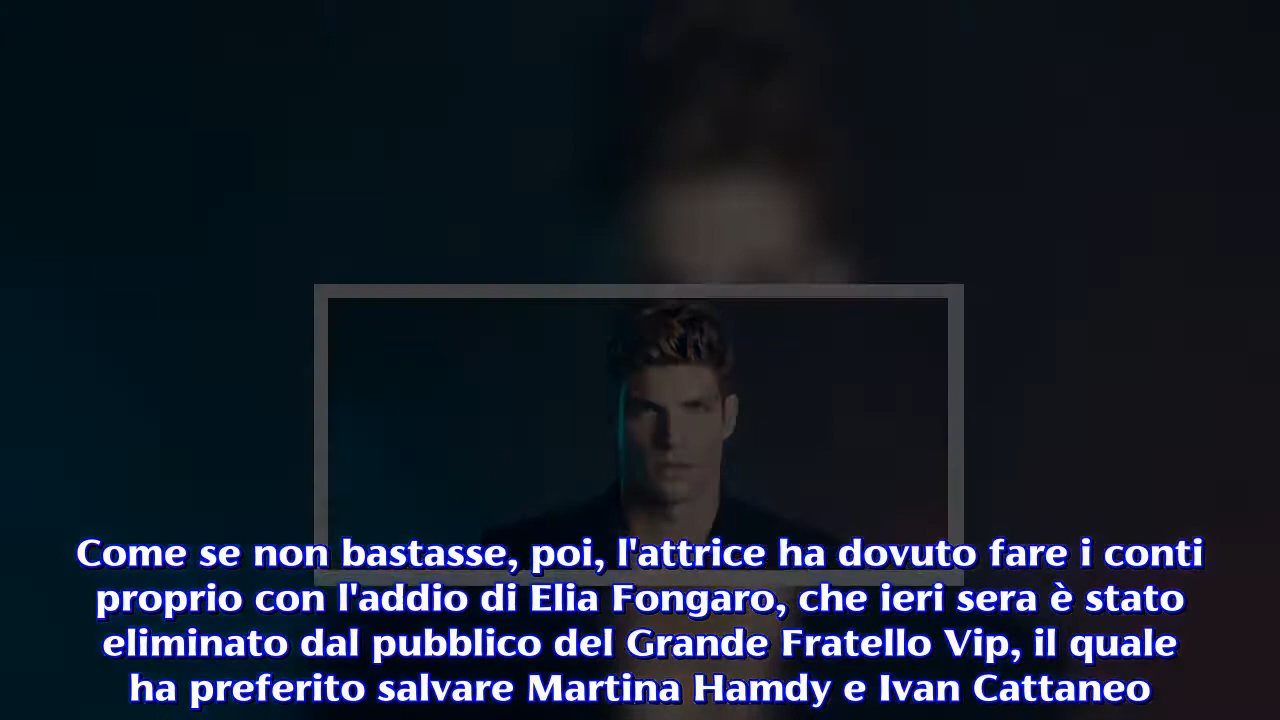 Come se non bastasse, poi, l'attrice ha dovuto fare i conti
proprio con l'addio di Elia Fongaro, che ieri sera è stato
eliminato dal pubblico del Grande Fratello Vip, il quale
ha preferito salvare Martina Hamdy e Ivan Cattaneo